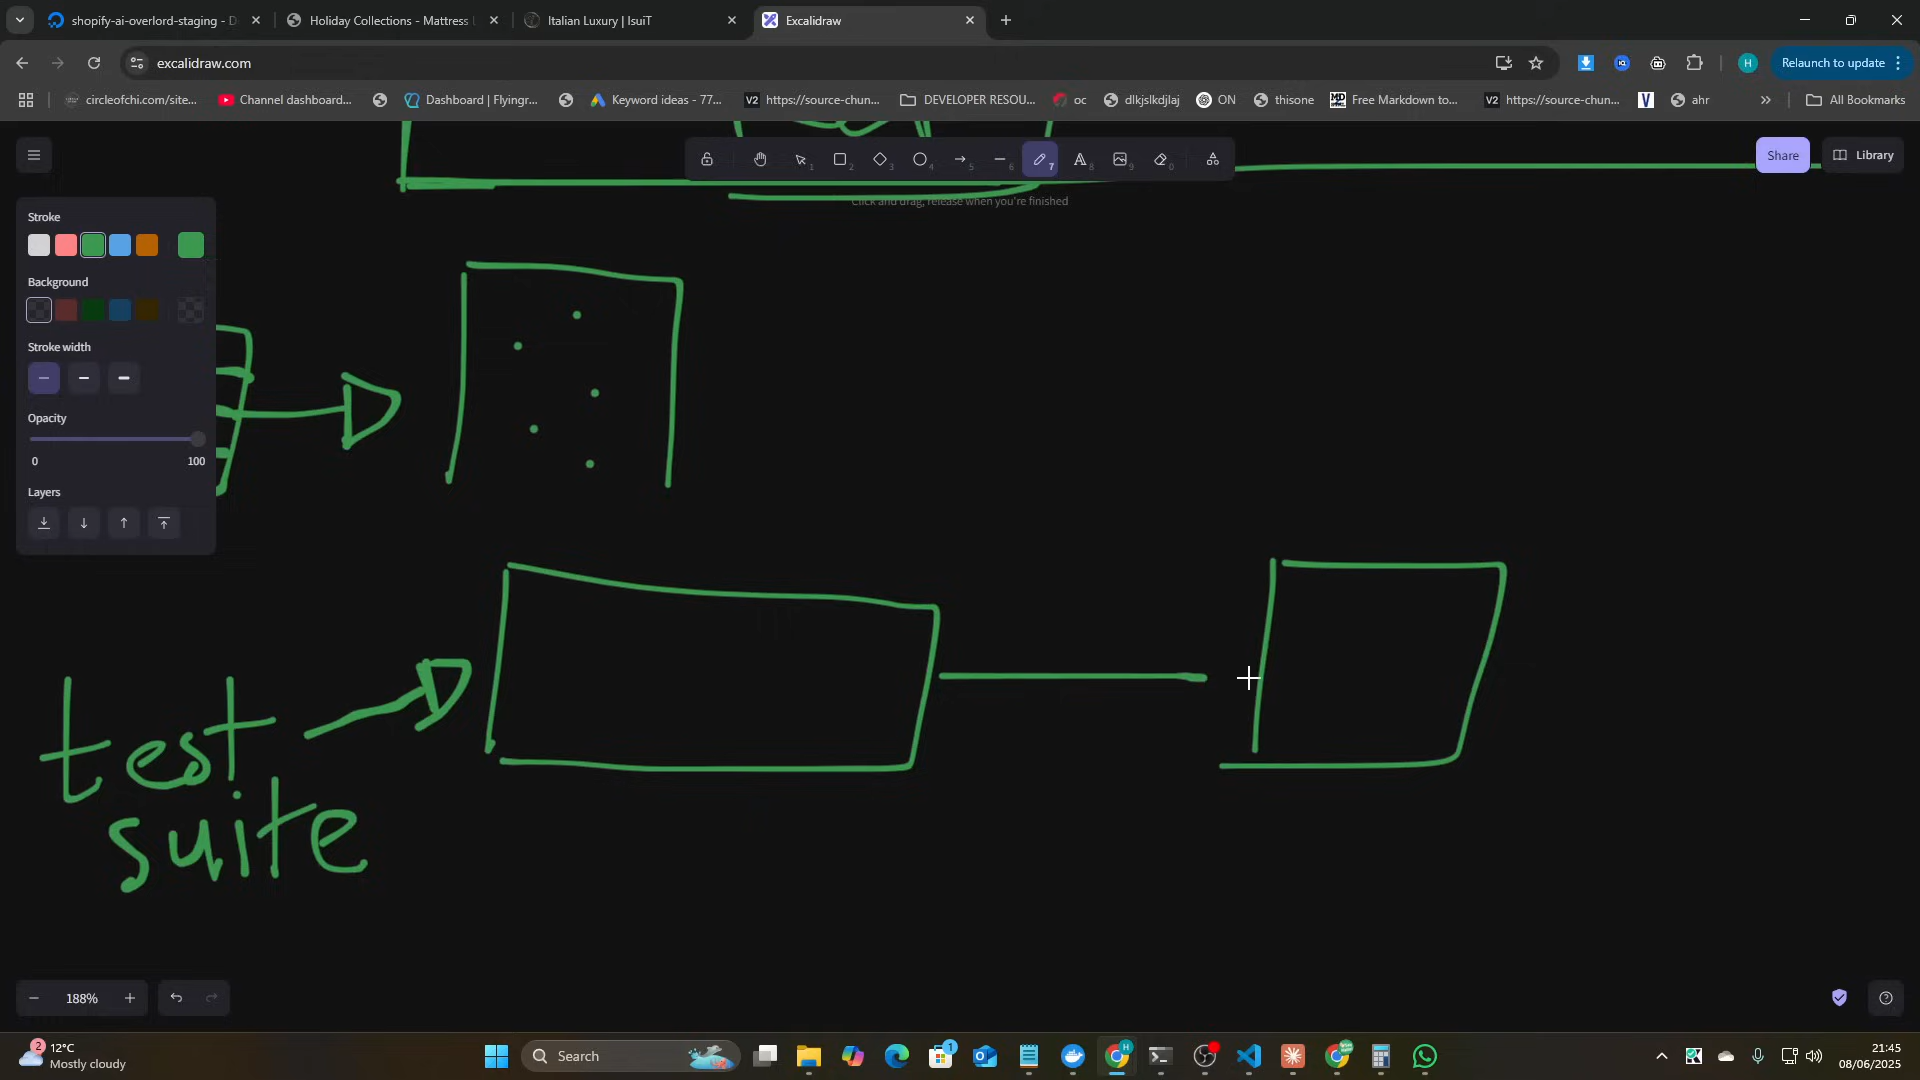 shopify-ai-overlord-staging - D
Holiday Collections - Mattress
Italian Luxury | IsuiT
Excalidraw
excalidraw.com
Relaunch to update
circleofchi.com/site...
Channel dashboard...
Dashboard | Flyingr...
Keyword ideas - 77...
https://source-chun...
DEVELOPER RESOU...
oc
dlkjslkdjlaj
ON
thisone
Free Markdown to...
https://source-chun...
ahr
All Bookmarks
Share
Library
Click and drag, release when you're finished
Stroke
Background
Stroke width
Opacity
0 100
Layers
test
suite
188%
2
12°C
Mostly cloudy
Search
21:45
08/06/2025